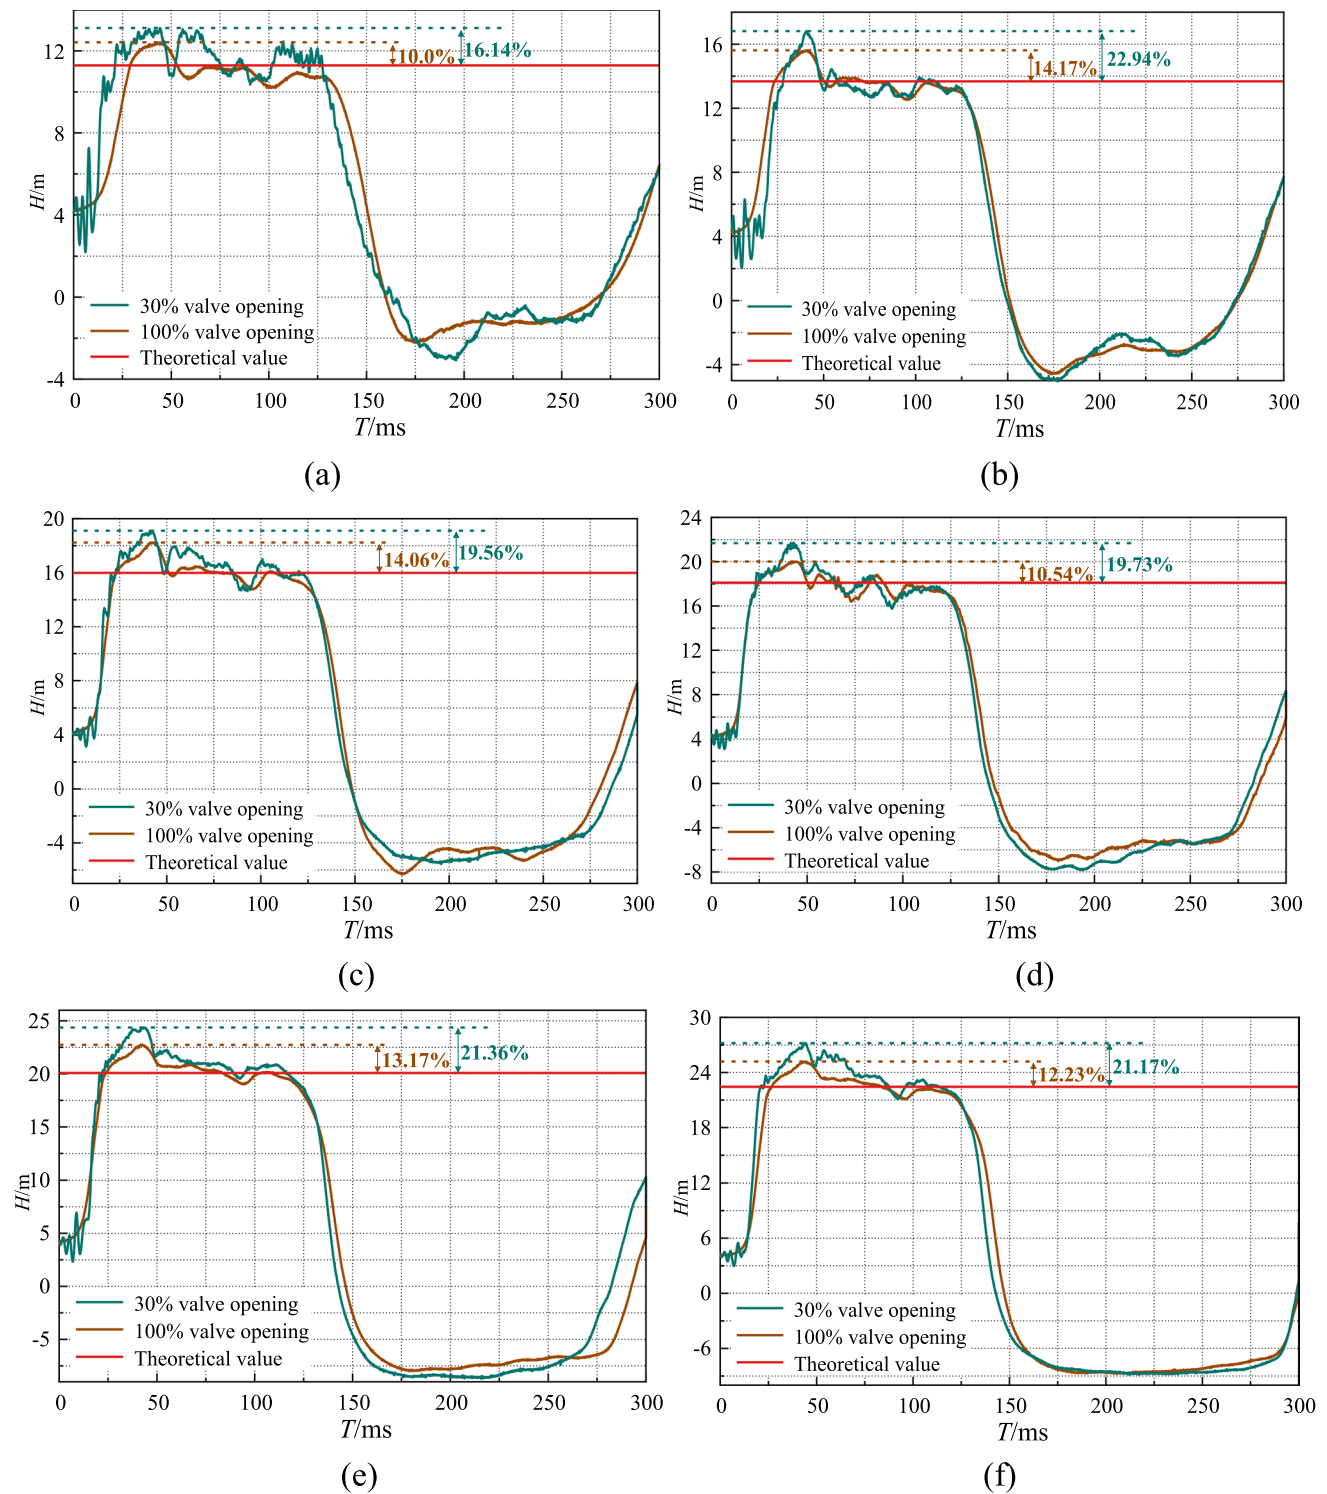 12
8
4
0
-4
H/m
10.0%
16.14%
30% valve opening
100% valve opening
Theoretical value
0 50 100 150 200 250 300
T/ms
(a)
16
12
8
4
0
-4
H/m
14.17%
22.94%
30% valve opening
100% valve opening
Theoretical value
0 50 100 150 200 250 300
T/ms
(b)
20
16
12
8
4
0
-4
H/m
14.06%
19.56%
30% valve opening
100% valve opening
Theoretical value
0 50 100 150 200 250 300
T/ms
(c)
24
20
16
12
8
4
0
-4
-8
H/m
10.54%
19.73%
30% valve opening
100% valve opening
Theoretical value
0 50 100 150 200 250 300
T/ms
(d)
25
20
15
10
5
0
-5
H/m
13.17%
21.36%
30% valve opening
100% valve opening
Theoretical value
0 50 100 150 200 250 300
T/ms
(e)
30
24
18
12
6
0
-6
H/m
12.23%
21.17%
30% valve opening
100% valve opening
Theoretical value
0 50 100 150 200 250 300
T/ms
(f)